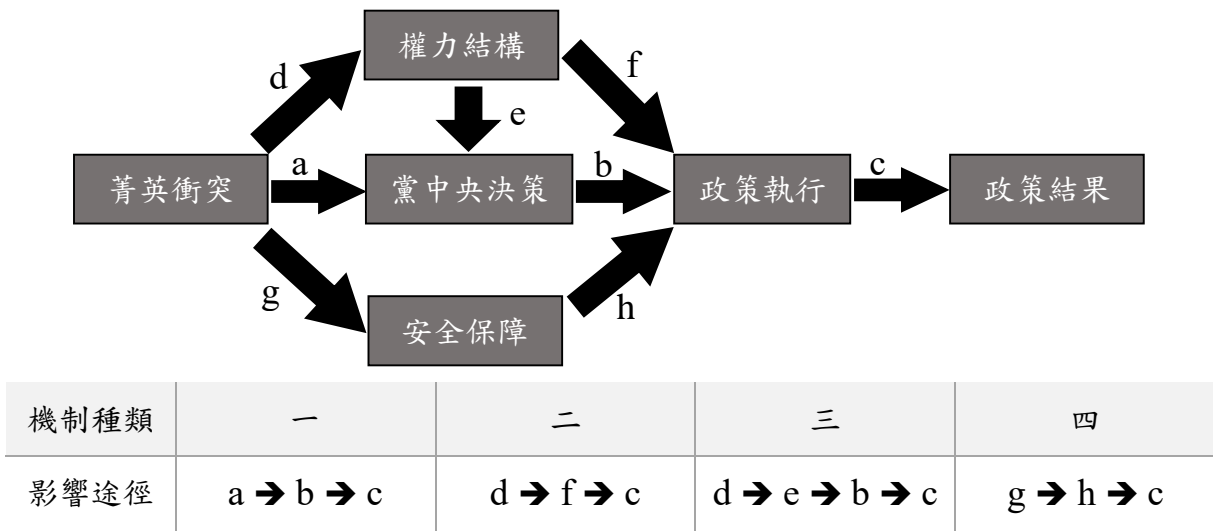 權力結構
d
f
e
菁英衝突
a
黨中央決策
b
政策執行
c
政策結果
g
安全保障
h
機制種類 一 二 三 四
影響途徑 a ➔ b ➔ c d ➔ f ➔ c d ➔ e ➔ b ➔ c g ➔ h ➔ c